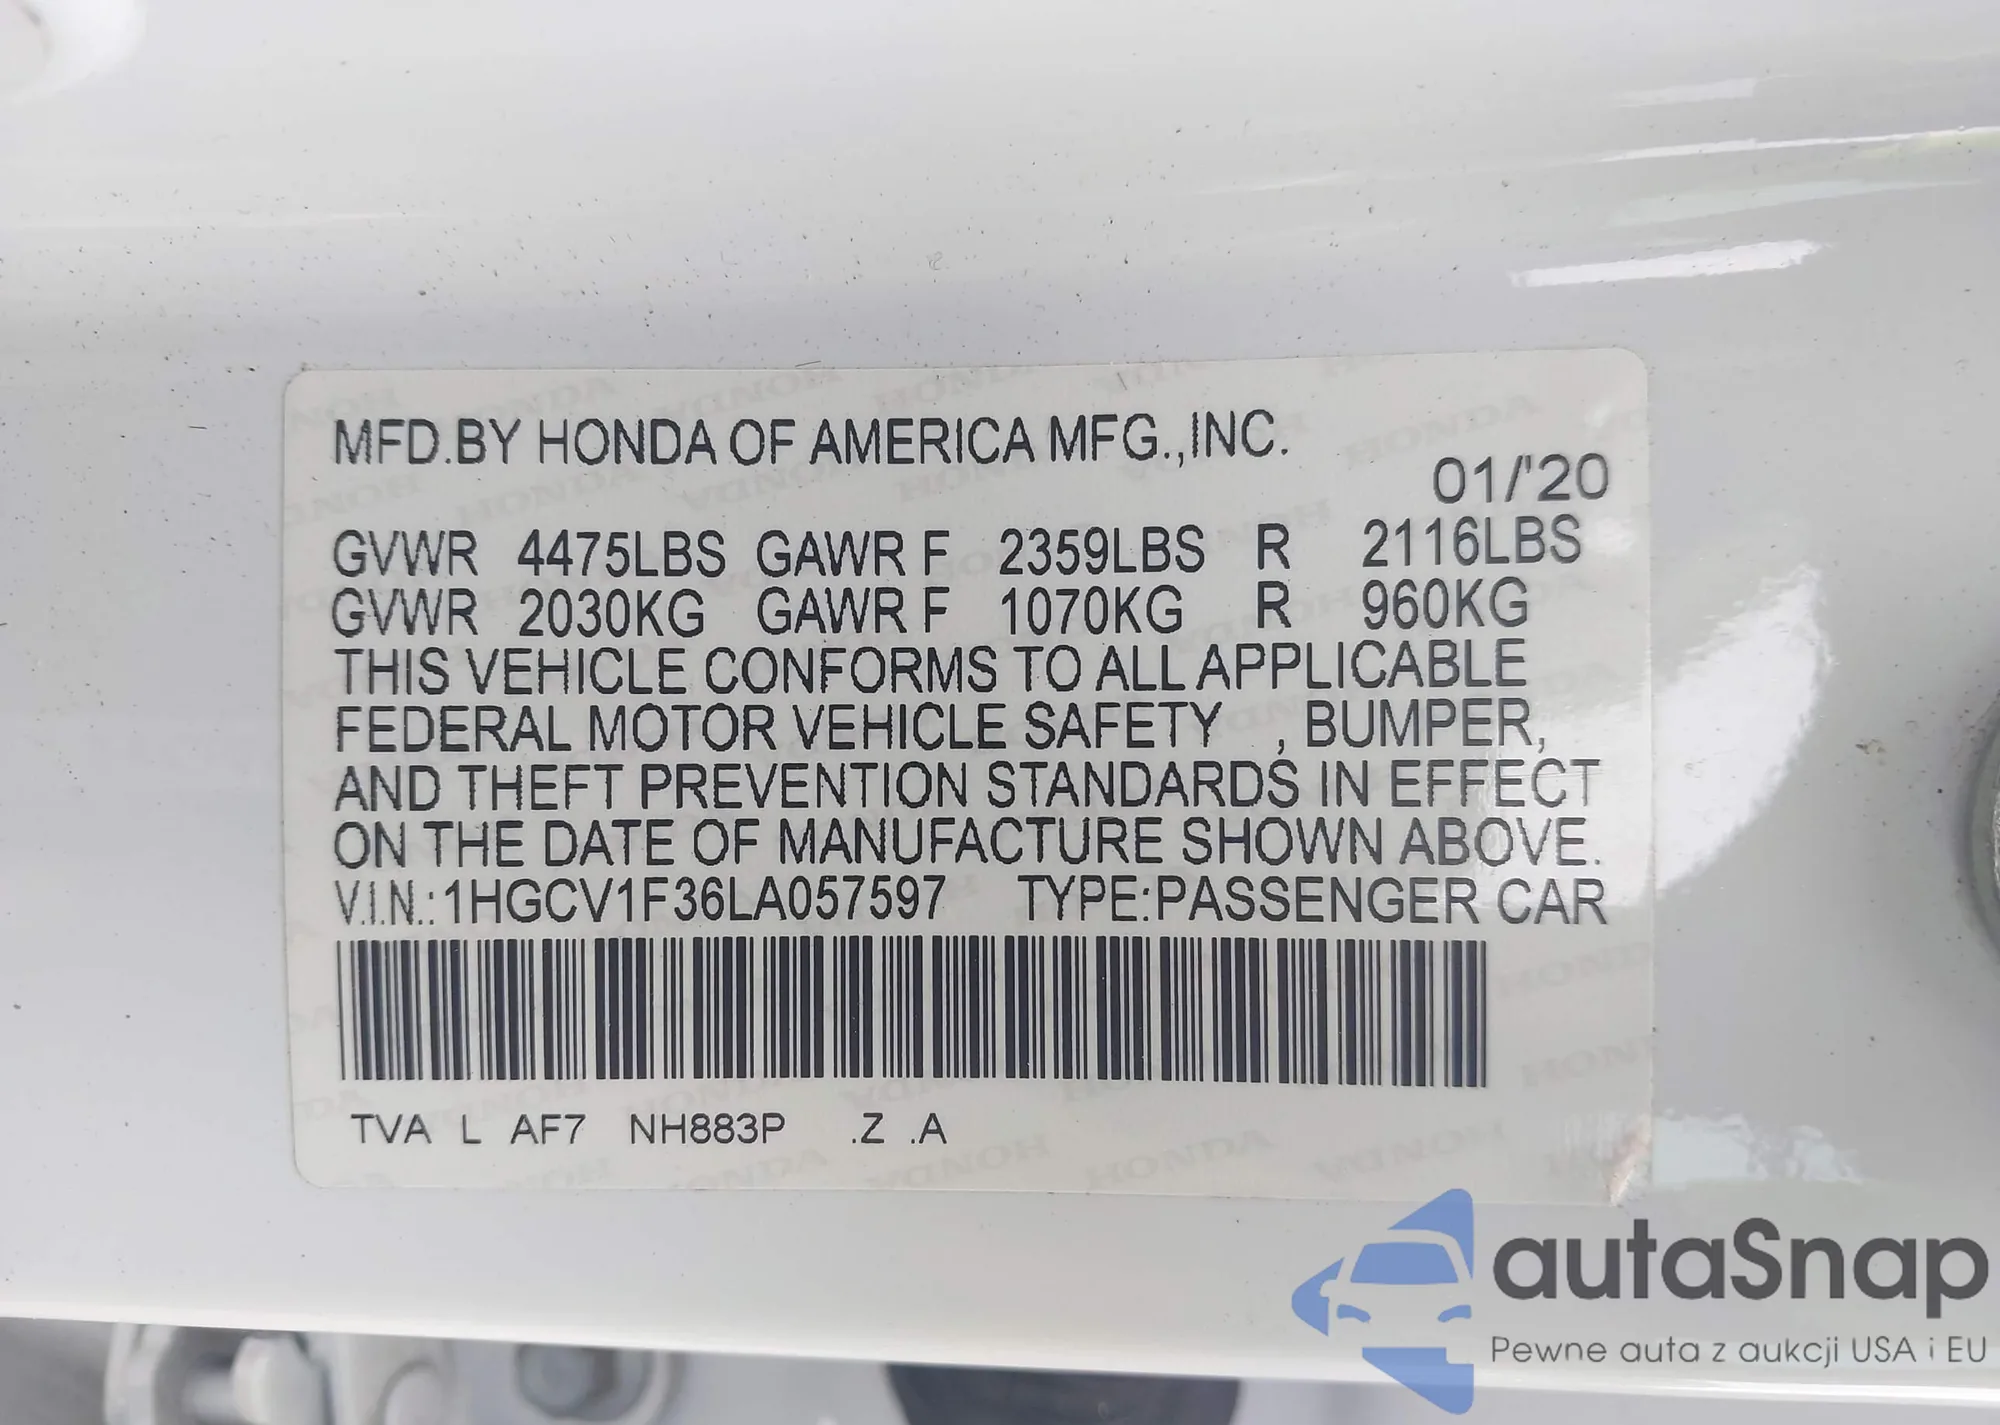 MFD.BY HONDA OF AMERICA MFG.,INC.
01/'20
GVWR 4475LBS GAWR F 2359LBS R 2116LBS
GVWR 2030KG GAWR F 1070KG R 960KG
THIS VEHICLE CONFORMS TO ALL APPLICABLE
FEDERAL MOTOR VEHICLE SAFETY , BUMPER,
AND THEFT PREVENTION STANDARDS IN EFFECT
ON THE DATE OF MANUFACTURE SHOWN ABOVE.
V.I.N.:1HGCV1F36LA057597 TYPE:PASSENGER CAR
TVA L AF7 NH883P .Z .A
autaSnap
Pewne auta z aukcji USA i EU